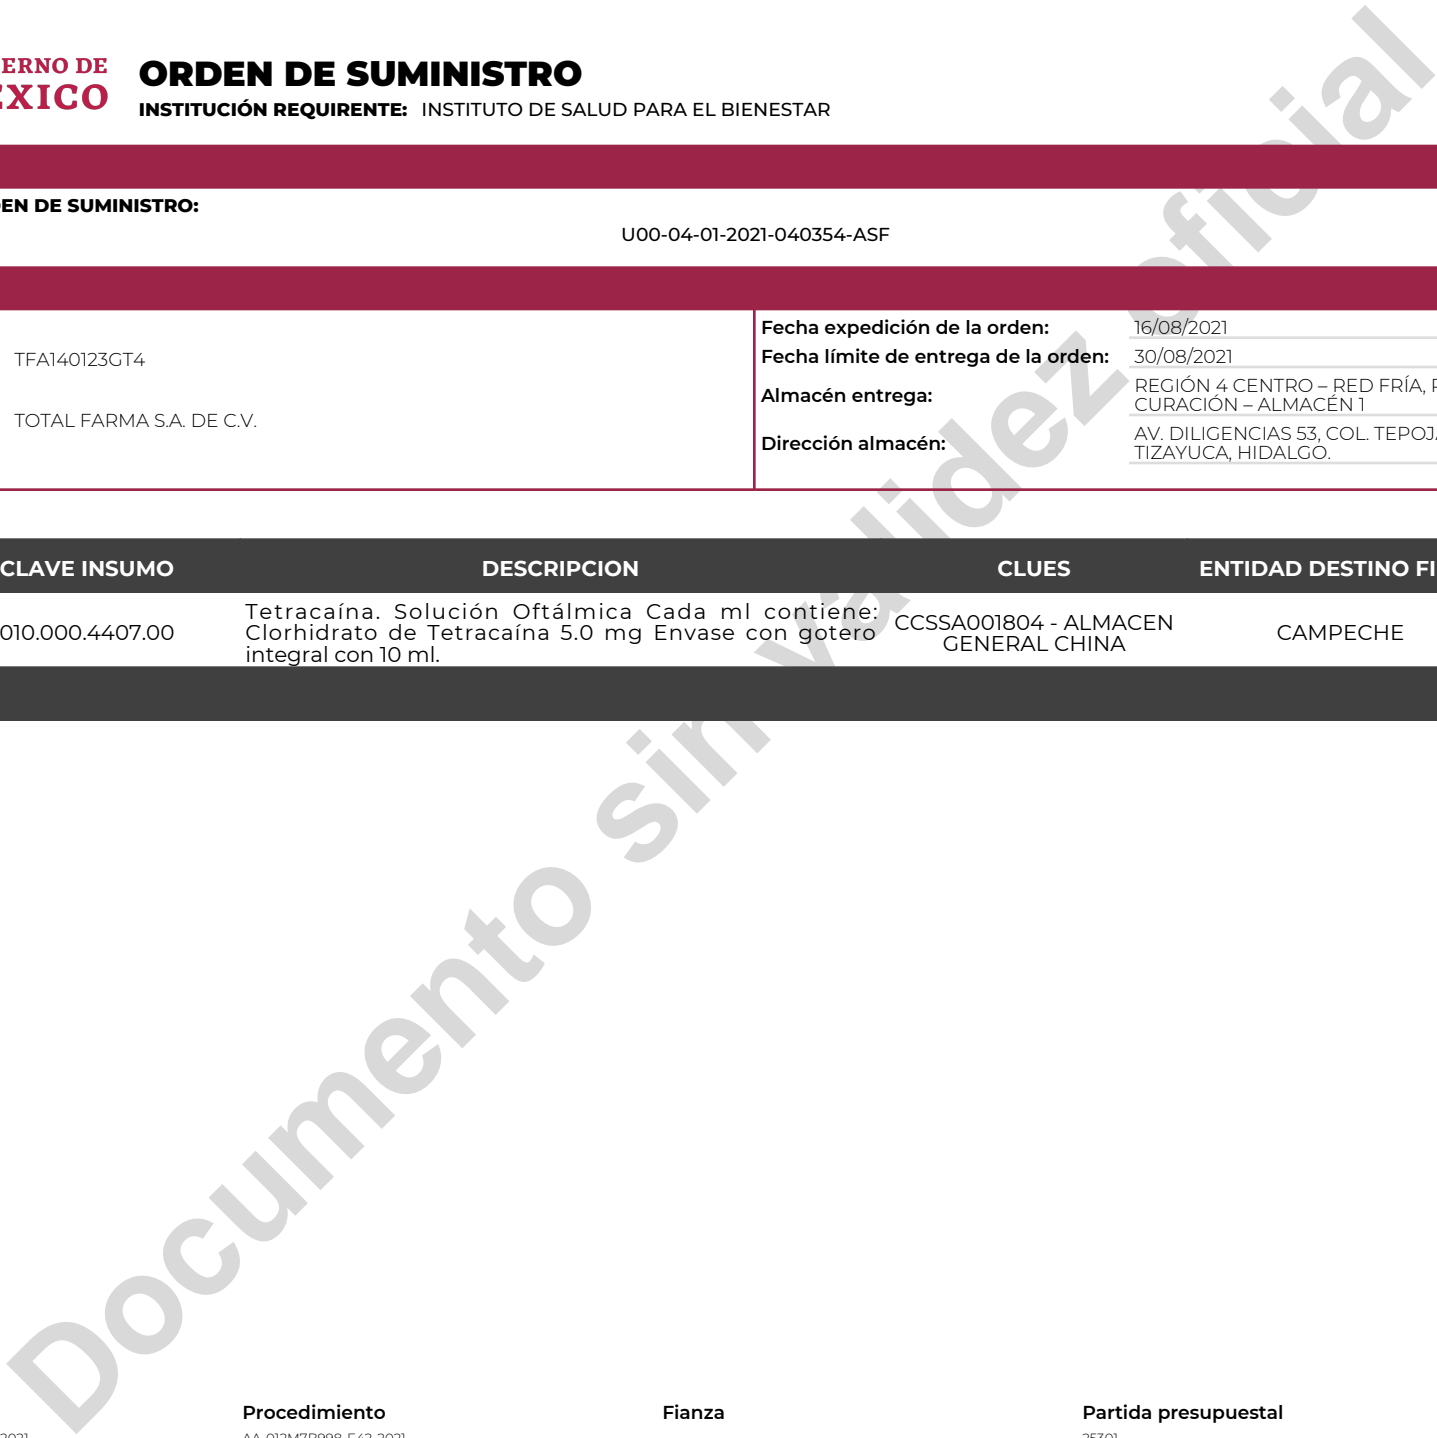 ERNO DE
EXICO
ORDEN DE SUMINISTRO
INSTITUCIÓN REQUIRENTE: INSTITUTO DE SALUD PARA EL BIENESTAR
EN DE SUMINISTRO:
U00-04-01-2021-040354-ASF
TFA140123GT4
TOTAL FARMA S.A. DE C.V.
Fecha expedición de la orden: 16/08/2021
Fecha límite de entrega de la orden: 30/08/2021
Almacén entrega: REGIÓN 4 CENTRO – RED FRÍA,
CURACIÓN – ALMACÉN 1
Dirección almacén: AV. DILIGENCIAS 53, COL. TEPOJA
TIZAYUCA, HIDALGO.
CLAVE INSUMO DESCRIPCION CLUES ENTIDAD DESTINO FI
010.000.4407.00
Tetracaína. Solución Oftálmica Cada ml contiene:
Clorhidrato de Tetracaína 5.0 mg Envase con gotero
integral con 10 ml.
CCSSA001804 - ALMACEN
GENERAL CHINA
CAMPECHE
Documento sin validez oficial
Procedimiento Fianza Partida presupuestal